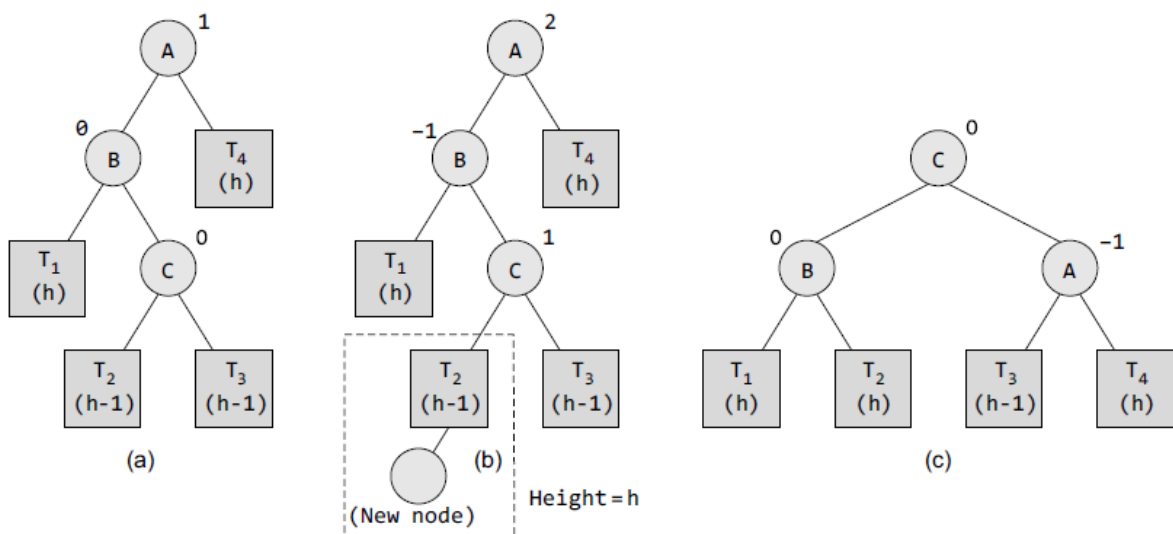 1
A
0
B
T4
(h)
T1
(h)
0
C
T2
(h-1)
T3
(h-1)
(a)
2
A
−1
B
T4
(h)
T1
(h)
1
C
T2
(h-1)
T3
(h-1)
(b)
(New node)
Height=h
0
C
0
B
−1
A
T1
(h)
T2
(h)
T3
(h-1)
T4
(h)
(c)